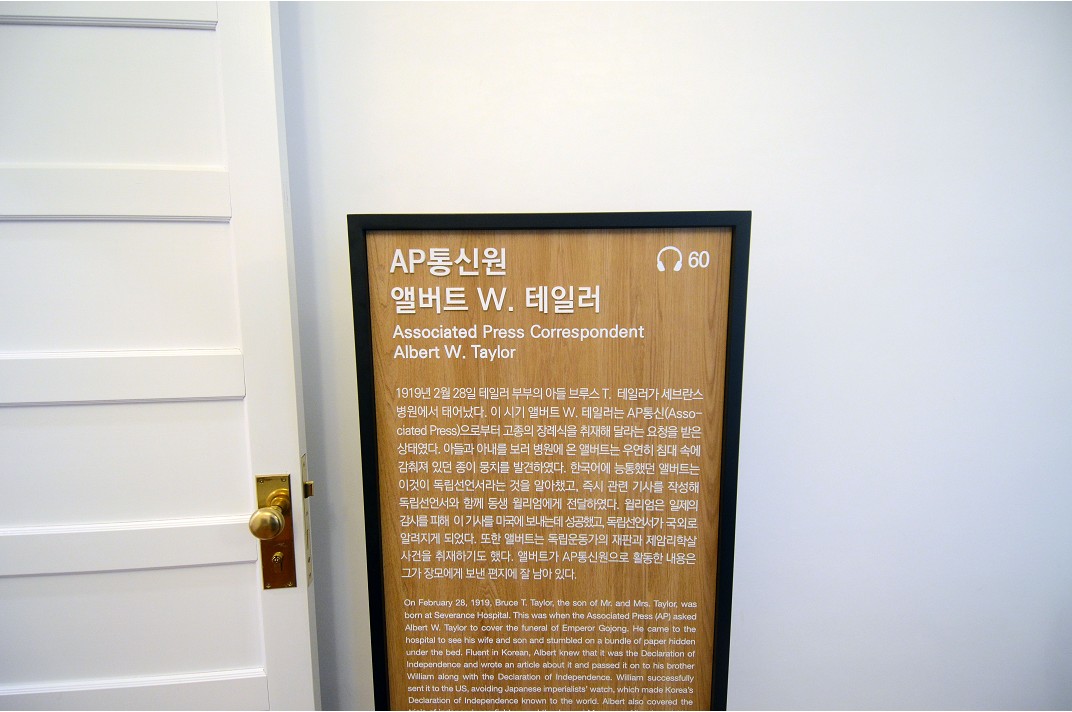 AP통신원
60
앨버트 W. 테일러
Associated Press Correspondent
Albert W. Taylor
1919년 2월 28일 테일러 부부의 아들 브루스 T. 테일러가 세브란스
병원에서 태어났다. 이 시기 앨버트 W. 테일러는 AP통신(Asso-
ciated Press)으로부터 고종의 장례식을 취재해 달라는 요청을 받은
상태였다. 아들과 아내를 보러 병원에 온 앨버트는 우연히 침대 속에
감춰져 있던 종이 뭉치를 발견하였다. 한국어에 능통했던 앨버트는
이것이 독립선언서라는 것을 알아챘고, 즉시 관련 기사를 작성해
독립선언서와 함께 동생 윌리엄에게 전달하였다. 윌리엄은 일제의
감시를 피해 이 기사를 미국에 보내는데 성공했고, 독립선언서가 국외로
알려지게 되었다. 또한 앨버트는 독립운동가의 재판과 제암리학살
사건을 취재하기도 했다. 앨버트가 AP통신원으로 활동한 내용은
그가 장모에게 보낸 편지에 잘 남아 있다.
On February 28, 1919, Bruce T. Taylor, the son of Mr. and Mrs. Taylor, was
born at Severance Hospital. This was when the Associated Press (AP) asked
Albert W. Taylor to cover the funeral of Emperor Gojong. He came to the
hospital to see his wife and son and stumbled on a bundle of paper hidden
under the bed. Fluent in Korean, Albert knew that it was the Declaration of
Independence and wrote an article about it and passed it on to his brother
William along with the Declaration of Independence. William successfully
sent it to the US, avoiding Japanese imperialists' watch, which made Korea's
Declaration of Independence known to the world. Albert also covered the